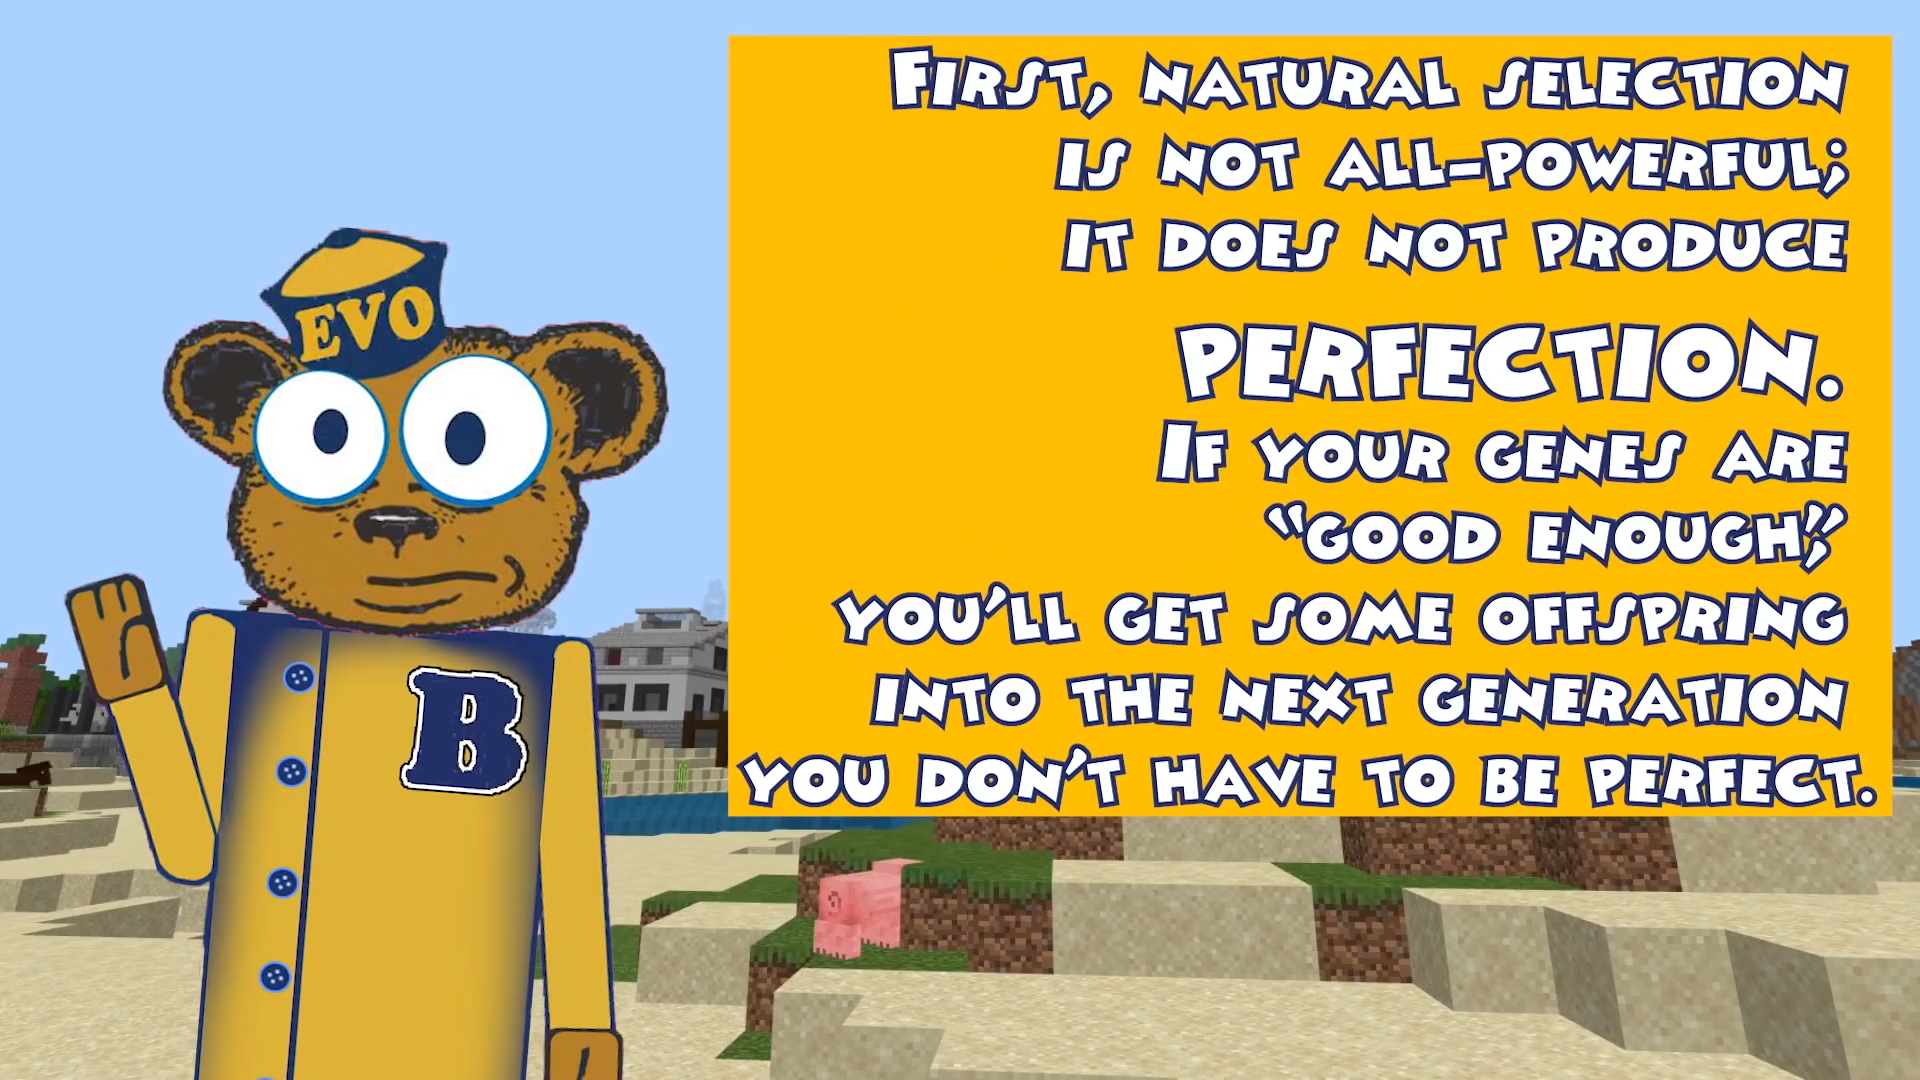 EVO
B
First, natural selection
is not all-powerful;
it does not produce
perfection.
If your genes are
“good enough,”
you’ll get some offspring
into the next generation
you don’t have to be perfect.